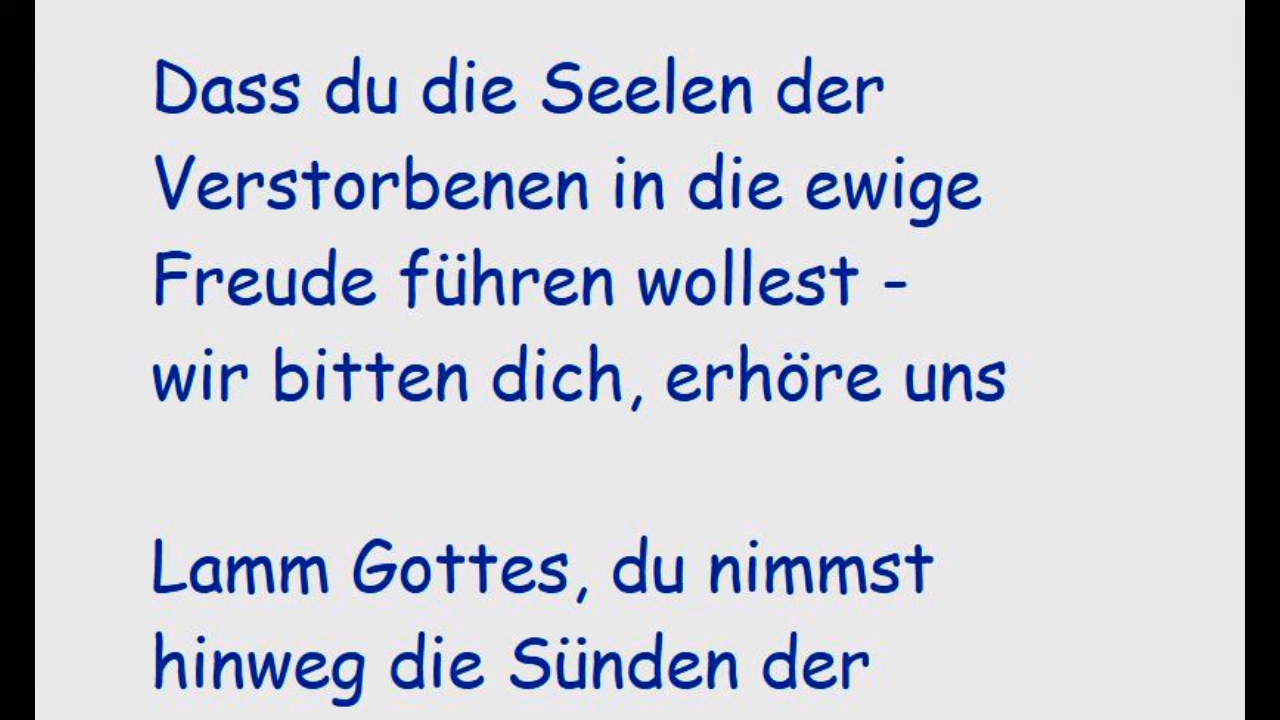 Dass du die Seelen der
Verstorbenen in die ewige
Freude führen wollest -
wir bitten dich, erhöre uns
Lamm Gottes, du nimmst
hinweg die Sünden der